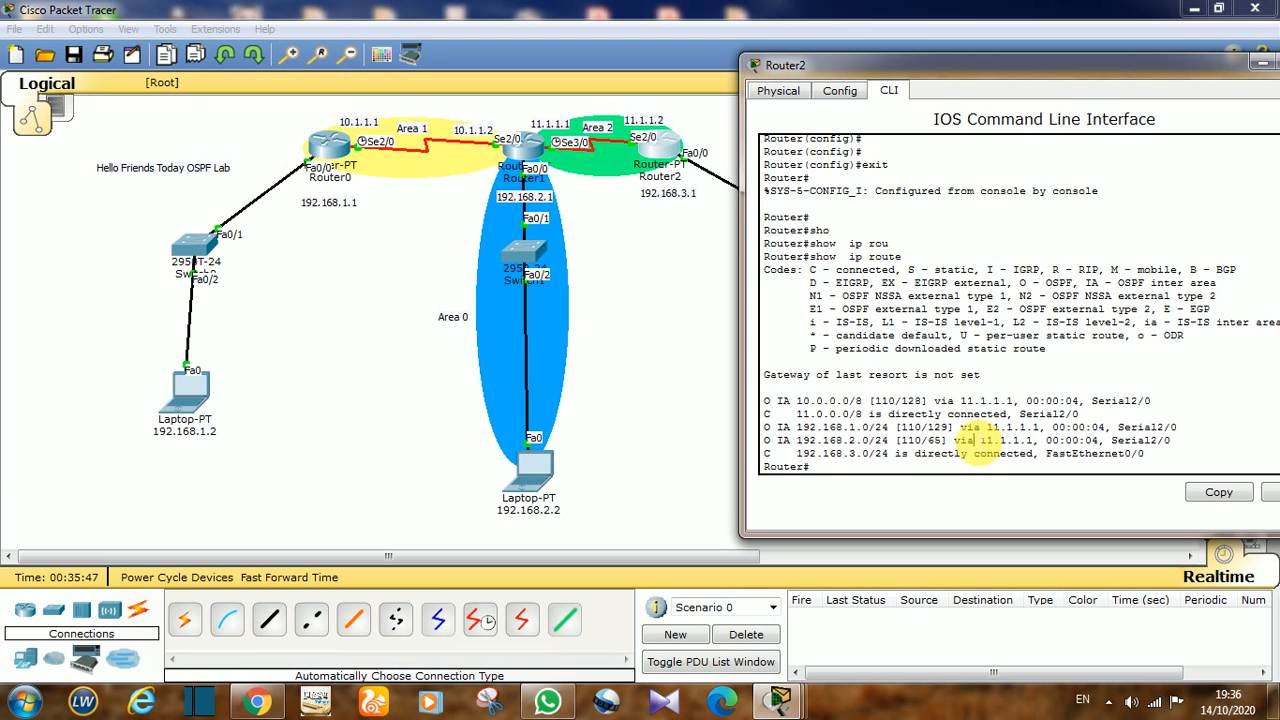 Cisco Packet Tracer
File Edit Options View Tools Extensions Help
Logical
[Root]
Hello Friends Today OSPF Lab
10.1.1.1
Area 1
10.1.1.2
11.1.1.1
Area 2
11.1.1.2
Se2/0
Se2/0
Se3/0
Se2/0
Fa0/0
Router0
192.168.1.1
Fa0/0
Router1
192.168.2.1
Router-PT
Router2
Fa0/0
192.168.3.1
Fa0/1
Fa0/2
Fa0/1
Fa0/2
Switch1
Area 0
Fa0
Laptop-PT
192.168.1.2
Fa0
Laptop-PT
192.168.2.2
Router2
Physical Config CLI
IOS Command Line Interface
Router(config)#
Router(config)#
Router(config)#exit
Router#
%SYS-5-CONFIG_I: Configured from console by console
Router#
Router#sho
Router#show  ip rou
Router#show  ip route
Codes: C - connected, S - static, I - IGRP, R - RIP, M - mobile, B - BGP
D - EIGRP, EX - EIGRP external, O - OSPF, IA - OSPF inter area
N1 - OSPF NSSA external type 1, N2 - OSPF NSSA external type 2
E1 - OSPF external type 1, E2 - OSPF external type 2, E - EGP
i - IS-IS, L1 - IS-IS level-1, L2 - IS-IS level-2, ia - IS-IS inter area
* - candidate default, U - per-user static route, o - ODR
P - periodic downloaded static route
Gateway of last resort is not set
O IA 10.0.0.0/8 [110/128] via 11.1.1.1, 00:00:04, Serial2/0
C    11.0.0.0/8 is directly connected, Serial2/0
O IA 192.168.1.0/24 [110/129] via 11.1.1.1, 00:00:04, Serial2/0
O IA 192.168.2.0/24 [110/65] via 11.1.1.1, 00:00:04, Serial2/0
C    192.168.3.0/24 is directly connected, FastEthernet0/0
Router#
Copy
Time: 00:35:47 Power Cycle Devices Fast Forward Time
Realtime
Connections
Automatically Choose Connection Type
Scenario 0
New Delete
Toggle PDU List Window
Fire Last Status Source Destination Type Color Time (sec) Periodic Num
LW
EN
19:36
14/10/2020